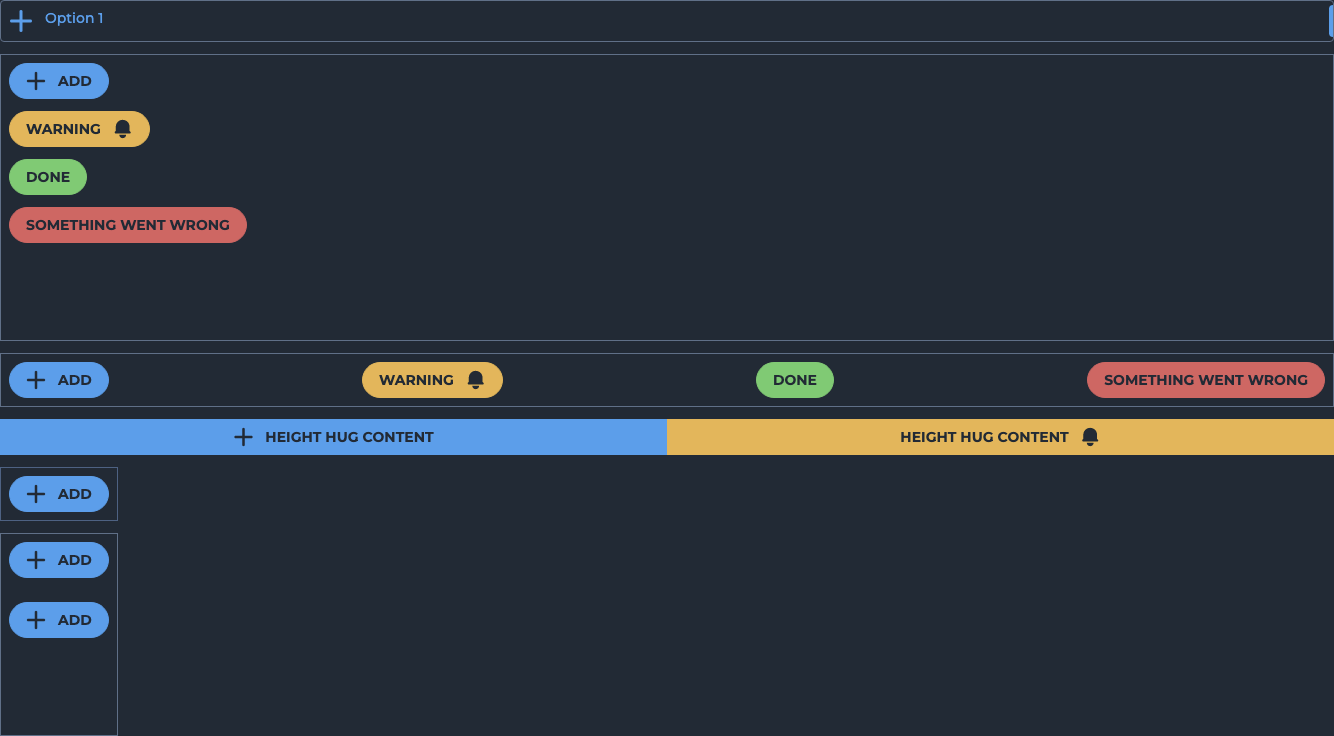 Option 1
ADD
WARNING
DONE
SOMETHING WENT WRONG
ADD WARNING DONE SOMETHING WENT WRONG
HEIGHT HUG CONTENT HEIGHT HUG CONTENT
ADD
ADD
ADD